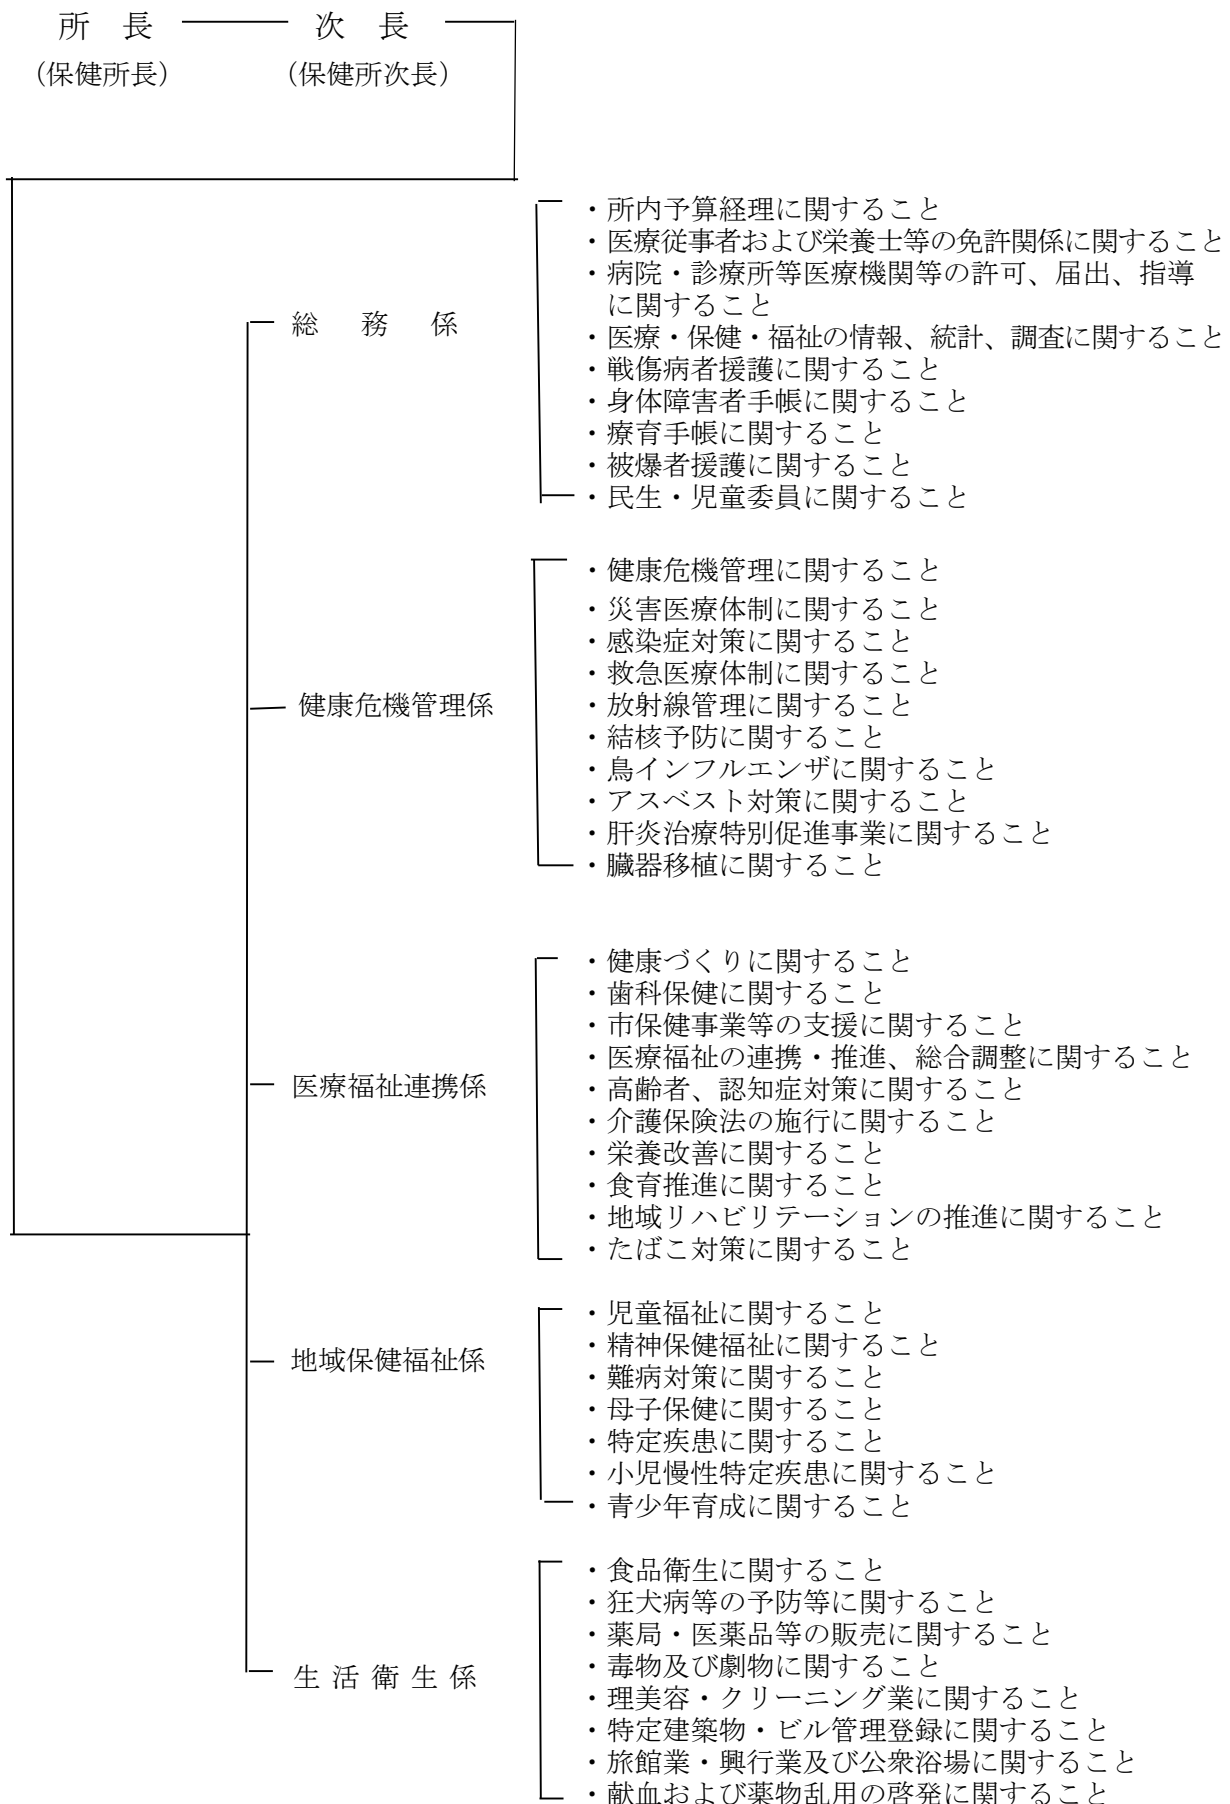 所　長　次　長
（保健所長）　（保健所次長）
総　務　係
・所内予算経理に関すること
・医療従事者および栄養士等の免許関係に関すること
・病院・診療所等医療機関等の許可、届出、指導
に関すること
・医療・保健・福祉の情報、統計、調査に関すること
・戦傷病者援護に関すること
・身体障害者手帳に関すること
・療育手帳に関すること
・被爆者援護に関すること
・民生・児童委員に関すること
健康危機管理係
・健康危機管理に関すること
・災害医療体制に関すること
・感染症対策に関すること
・救急医療体制に関すること
・放射線管理に関すること
・結核予防に関すること
・鳥インフルエンザに関すること
・アスベスト対策に関すること
・肝炎治療特別促進事業に関すること
・臓器移植に関すること
医療福祉連携係
・健康づくりに関すること
・歯科保健に関すること
・市保健事業等の支援に関すること
・医療福祉の連携・推進、総合調整に関すること
・高齢者、認知症対策に関すること
・介護保険法の施行に関すること
・栄養改善に関すること
・食育推進に関すること
・地域リハビリテーションの推進に関すること
・たばこ対策に関すること
地域保健福祉係
・児童福祉に関すること
・精神保健福祉に関すること
・難病対策に関すること
・母子保健に関すること
・特定疾患に関すること
・小児慢性特定疾患に関すること
・青少年育成に関すること
生 活 衛 生 係
・食品衛生に関すること
・狂犬病等の予防等に関すること
・薬局・医薬品等の販売に関すること
・毒物及び劇物に関すること
・理美容・クリーニング業に関すること
・特定建築物・ビル管理登録に関すること
・旅館業・興行業及び公衆浴場に関すること
・献血および薬物乱用の啓発に関すること